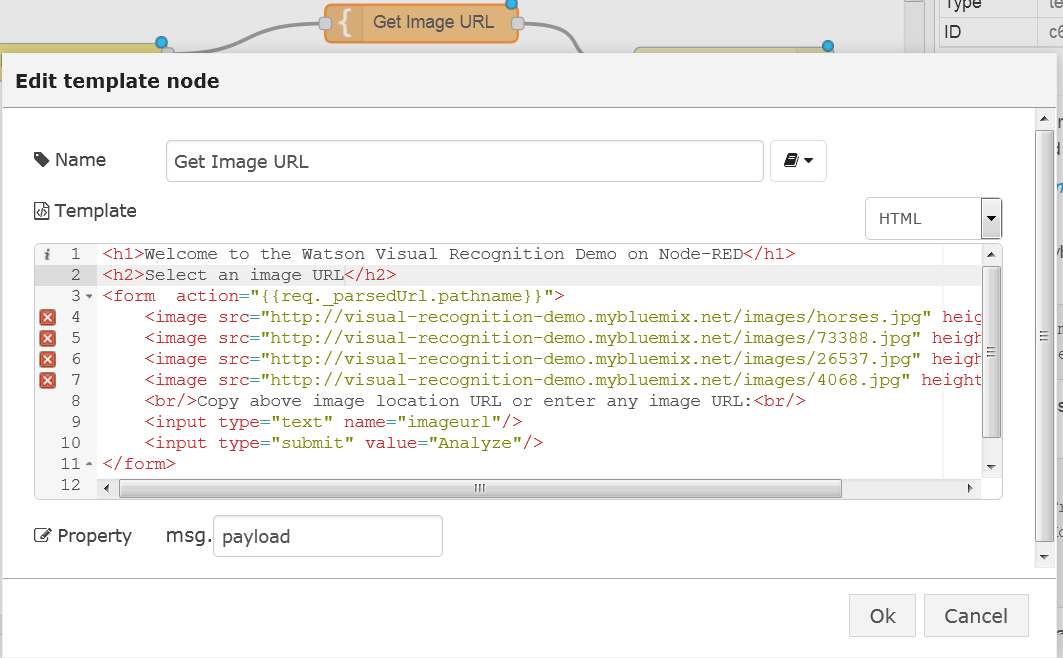 Get Image URL
Type
ID
Edit template node
Name
Get Image URL
Template
HTML
i 1 <h1>Welcome to the Watson Visual Recognition Demo on Node-RED</h1>
2 <h2>Select an image URL</h2>
3 <form  action="{{req._parsedUrl.pathname}}">
4 <image src="http://visual-recognition-demo.mybluemix.net/images/horses.jpg" heig
5 <image src="http://visual-recognition-demo.mybluemix.net/images/73388.jpg" heigh
6 <image src="http://visual-recognition-demo.mybluemix.net/images/26537.jpg" heigh
7 <image src="http://visual-recognition-demo.mybluemix.net/images/4068.jpg" height
8 <br/>Copy above image location URL or enter any image URL:<br/>
9 <input type="text" name="imageurl"/>
10 <input type="submit" value="Analyze"/>
11 </form>
12
Property
msg. payload
Ok
Cancel